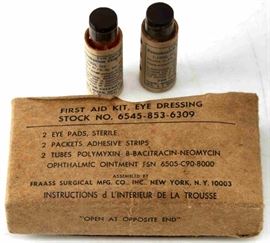 FIRST AID KIT, EYE DRESSING
STOCK NO. 6545-853-6309
2 EYE PADS, STERILE
2 PACKETS ADHESIVE STRIPS
2 TUBES POLYMYXIN B-BACITRACIN-NEOMYCIN
OPHTHALMIC OINTMENT FSN 6505-C90-8000
ASSEMBLED BY
FRAASS SURGICAL MFG. CO. INC. NEW YORK, N.Y. 10003
INSTRUCTIONS d L'INTERIEUR DE LA TROUSSE
"OPEN AT OPPOSITE END"